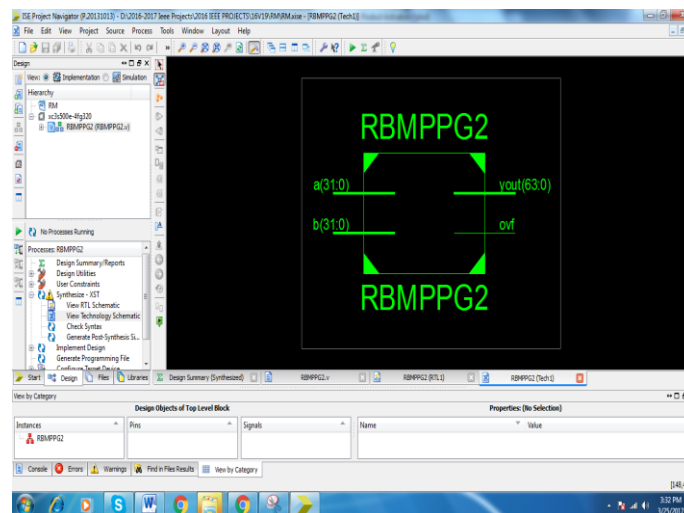 ISE Project Navigator (P.20131013) - D:\2016-2017 Ieee Projects\2016 IEEE PROJECTS\16V19\RM\RM.xise - [RBMPPG2 (Tech1)]
File Edit View Project Source Process Tools Window Layout Help
Design
View: Implementation Simulation
Hierarchy
RM
xc3s500e-4fg320
RBMPPG2 (RBMPPG2.v)
No Processes Running
Processes: RBMPPG2
Design Summary/Reports
Design Utilities
User Constraints
Synthesize - XST
View RTL Schematic
View Technology Schematic
Check Syntax
Generate Post-Synthesis Si...
Implement Design
Generate Programming File
Configure Target Device
Start Design Files Libraries
RBMPPG2
a(31:0) yout(63:0)
b(31:0) ovf
RBMPPG2
Design Summary (Synthesized) RBMPPG2.v RBMPPG2 (RTL1) RBMPPG2 (Tech1)
View by Category
Design Objects of Top Level Block Properties: (No Selection)
Instances Pins Signals Name Value
RBMPPG2
Console Errors Warnings Find in Files Results View by Category
3:32 PM